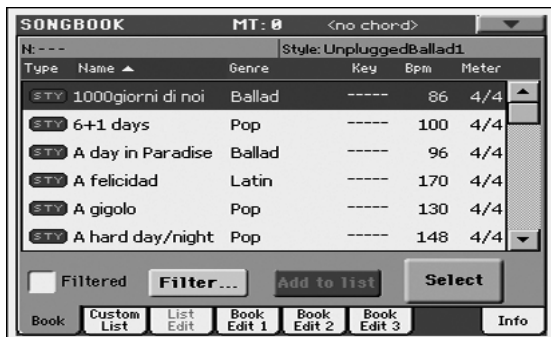 SONGBOOK MT: 0 <no chord>
N: --- Style: UnpluggedBallad1
Type Name Genre Key Bpm Meter
STY 1000giorni di noi Ballad ----- 86 4/4
STY 6+1 days Pop ----- 100 4/4
STY A day in Paradise Ballad ----- 96 4/4
STY A felicidad Latin ----- 170 4/4
STY A gigolo Pop ----- 130 4/4
STY A hard day/night Pop ----- 148 4/4
Filtered Filter... Add to list Select
Book Custom List List Edit Book Edit 1 Book Edit 2 Book Edit 3 Info